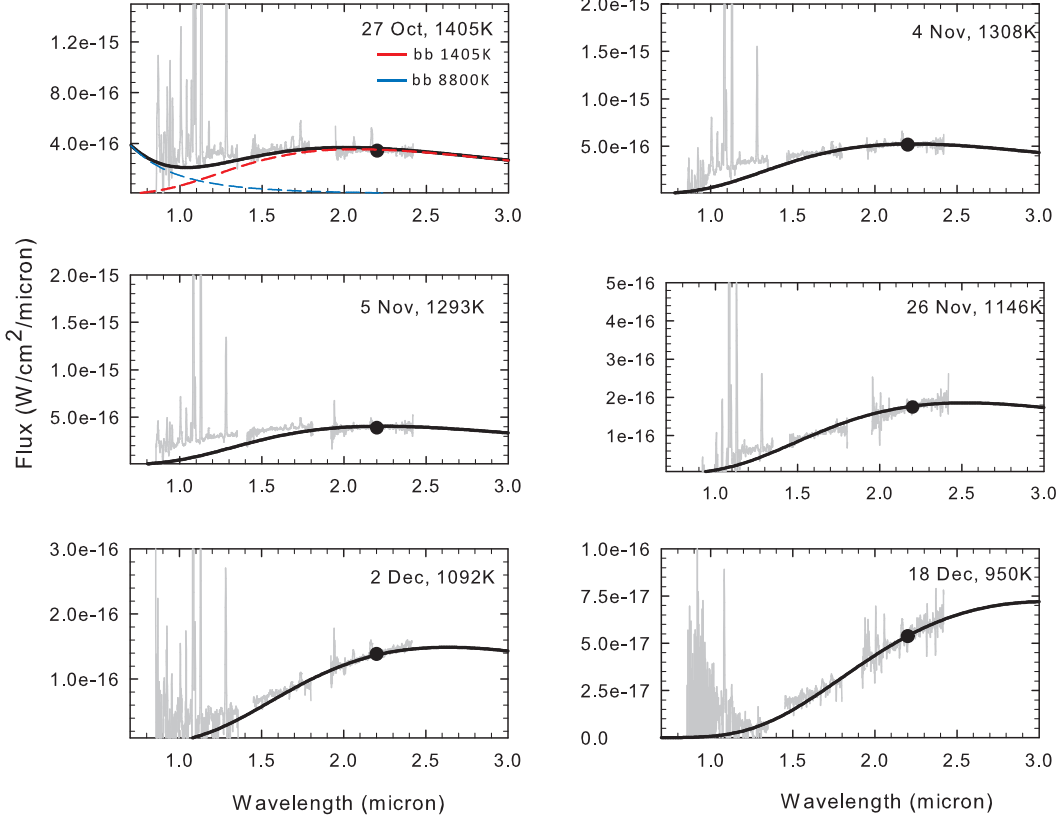 27 Oct, 1405K
bb 1405K
bb 8800K
1.2e-15
8.0e-16
4.0e-16
1.0 1.5 2.0 2.5 3.0
4 Nov, 1308K
2.0e-15
1.5e-15
1.0e-15
5.0e-16
1.0 1.5 2.0 2.5 3.0
Flux (W/cm²/micron)
5 Nov, 1293K
2.0e-15
1.5e-15
1.0e-15
5.0e-16
1.0 1.5 2.0 2.5 3.0
26 Nov, 1146K
5e-16
4e-16
3e-16
2e-16
1e-16
1.0 1.5 2.0 2.5 3.0
2 Dec, 1092K
3.0e-16
2.0e-16
1.0e-16
1.0 1.5 2.0 2.5 3.0
Wavelength (micron)
18 Dec, 950K
1.0e-16
7.5e-17
5.0e-17
2.5e-17
0.0
1.0 1.5 2.0 2.5 3.0
Wavelength (micron)